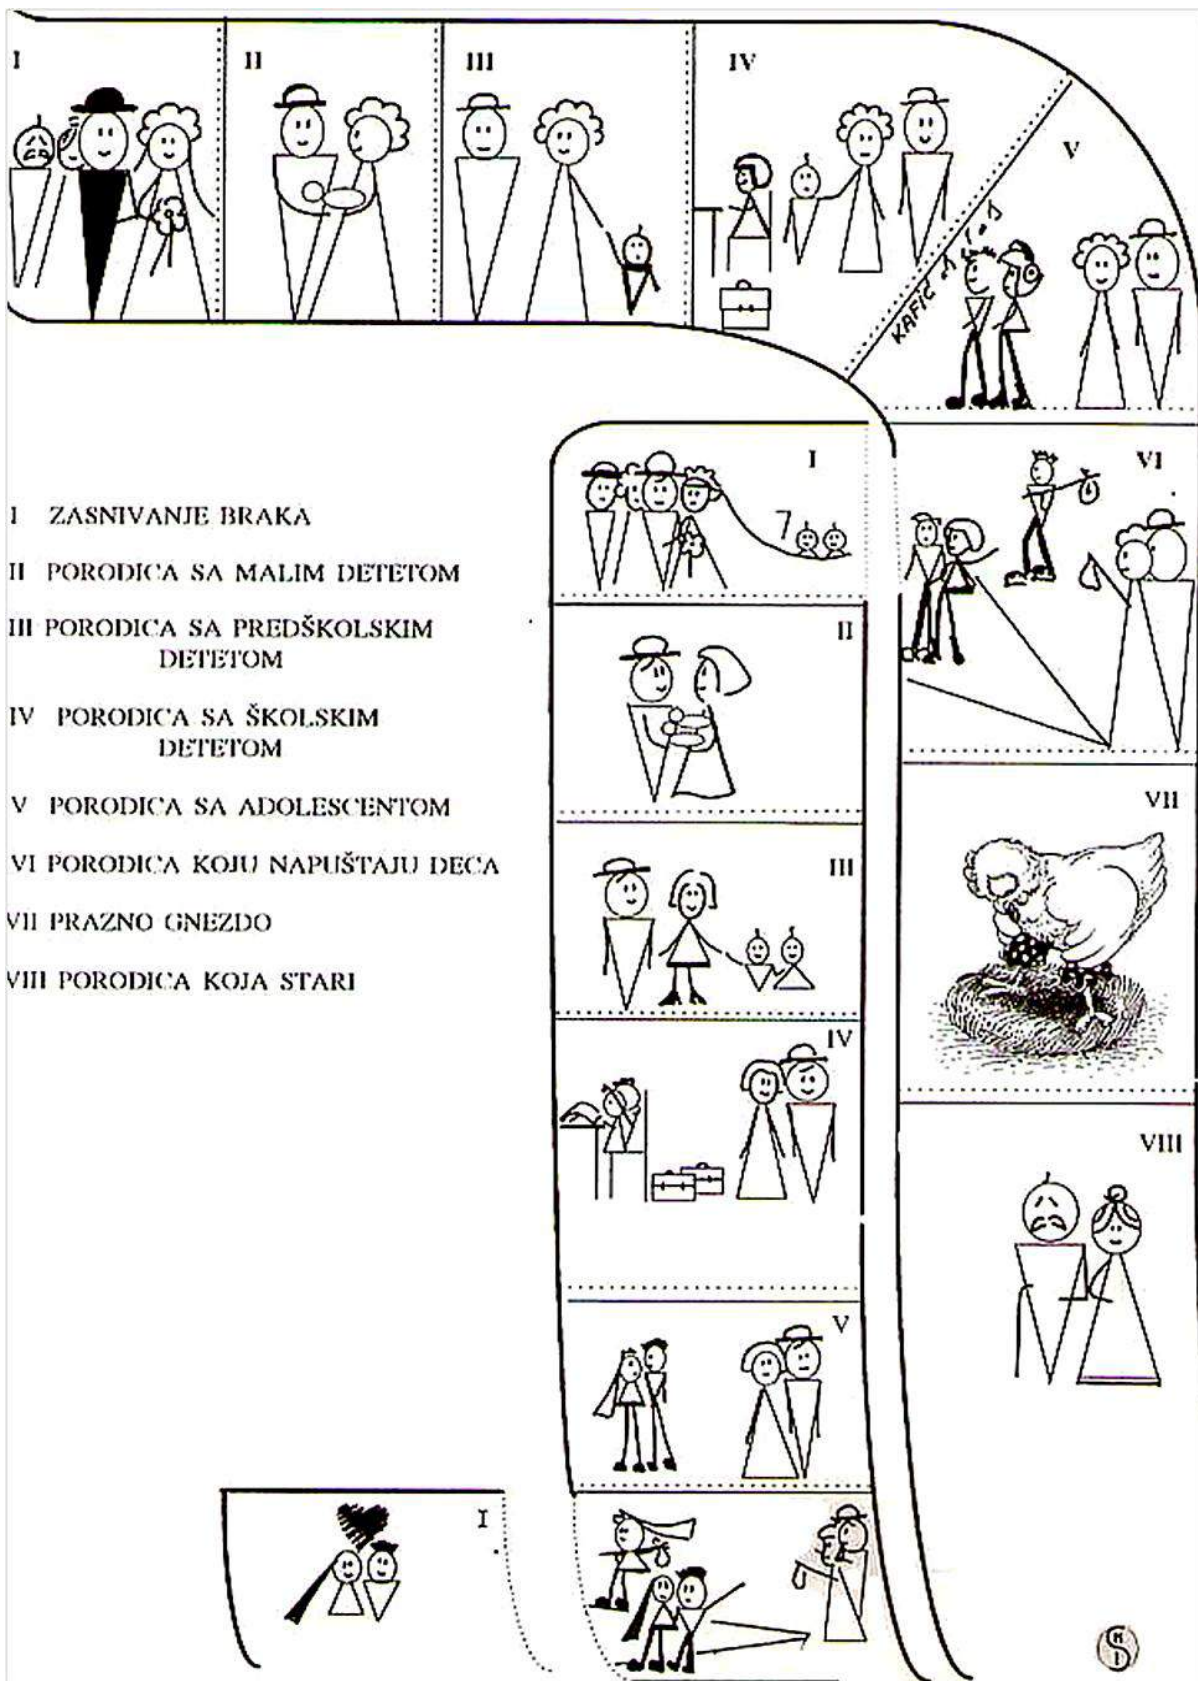 I
II
III
IV
V
KAFIĆ
I
VI
I ZASNIVANJE BRAKA
II PORODICA SA MALIM DETETOM
III PORODICA SA PREDŠKOLSKIM
DETETOM
IV PORODICA SA ŠKOLSKIM
DETETOM
V PORODICA SA ADOLESCENTOM
VI PORODICA KOJU NAPUŠTAJU DECA
VII PRAZNO GNEZDO
VIII PORODICA KOJA STARI
II
VII
III
IV
VIII
V
I